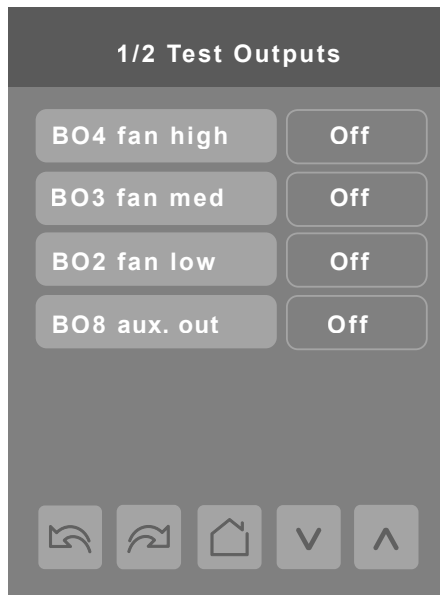 1/2 Test Outputs
BO4 fan high Off
BO3 fan med Off
BO2 fan low Off
BO8 aux. out Off